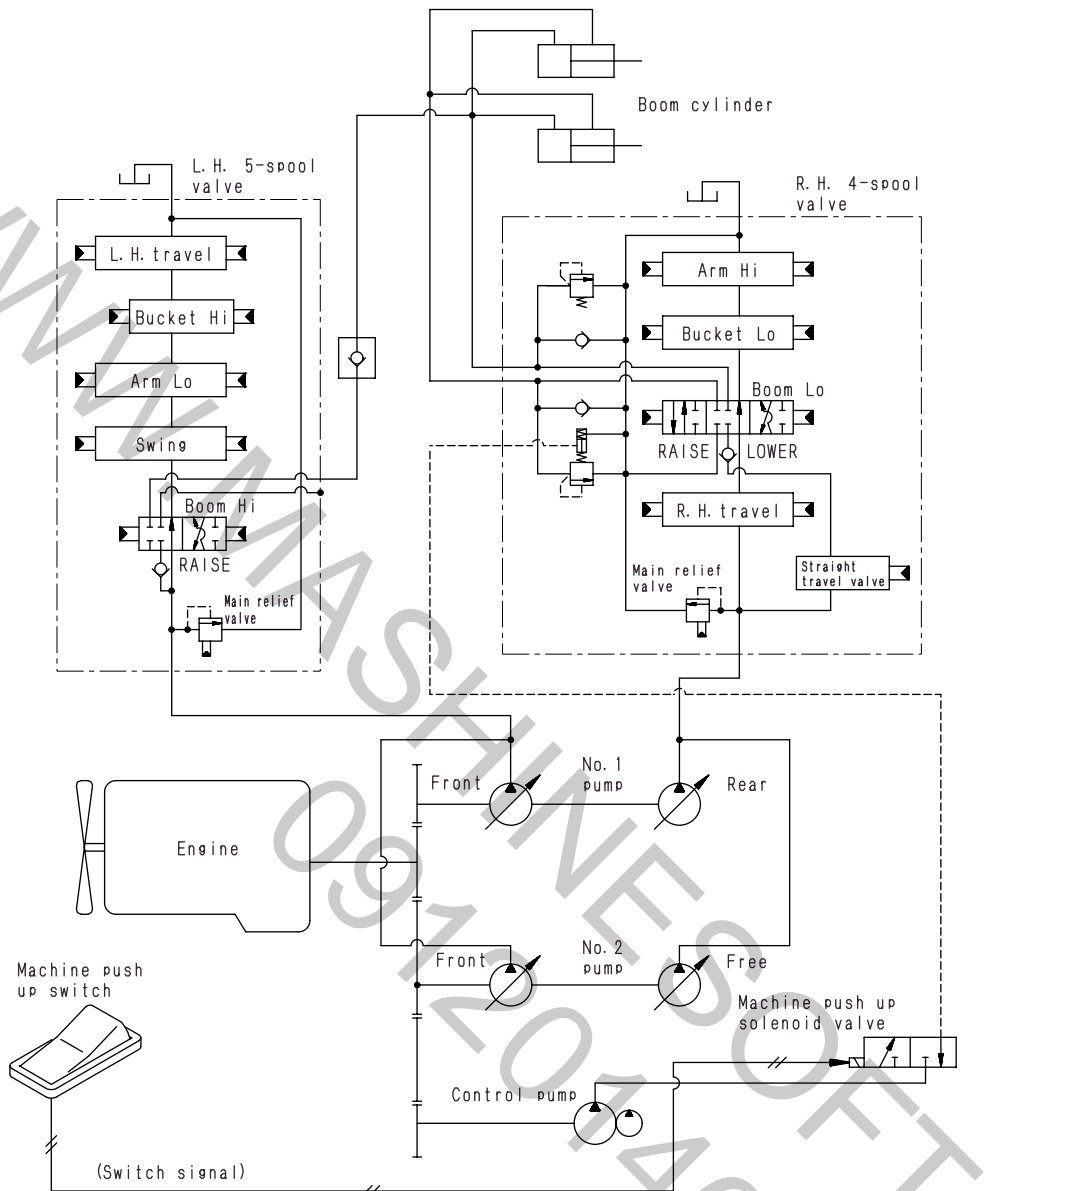 Boom cylinder
L. H. 5-spool
valve
R. H. 4-spool
valve
L. H. travel
Bucket Hi
Arm Lo
Swing
Boom Hi
RAISE
Main relief
valve
Arm Hi
Bucket Lo
Boom Lo
RAISE
LOWER
R. H. travel
Main relief
valve
Straight
travel valve
Front
No. 1
pump
Rear
Engine
Front
No. 2
pump
Free
Machine push
up switch
Machine push up
solenoid valve
Control pump
(Switch signal)
WW.MASHINESOFT